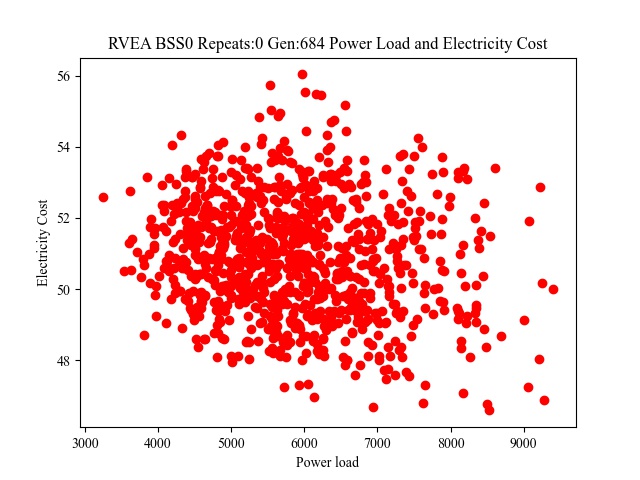 RVEA BSS0 Repeats:0 Gen:684 Power Load and Electricity Cost
56
54
52
50
48
Electricity Cost
3000 4000 5000 6000 7000 8000 9000
Power load